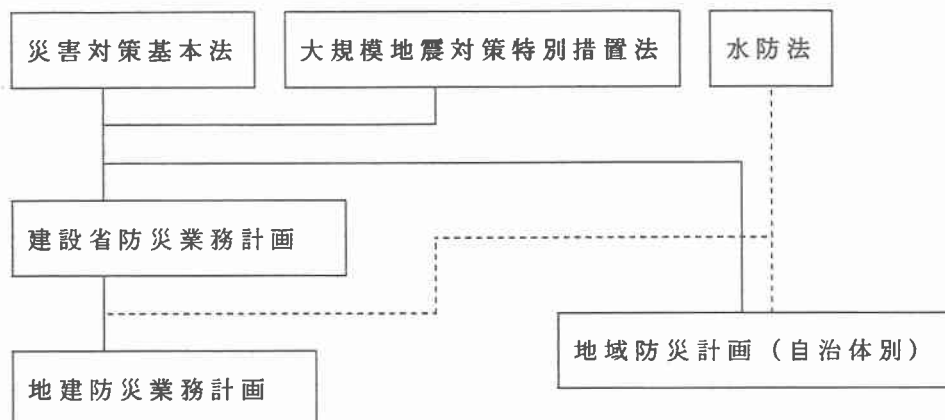 災害対策基本法
大規模地震対策特別措置法
水防法
建設省防災業務計画
地域防災計画（自治体別）
地建防災業務計画